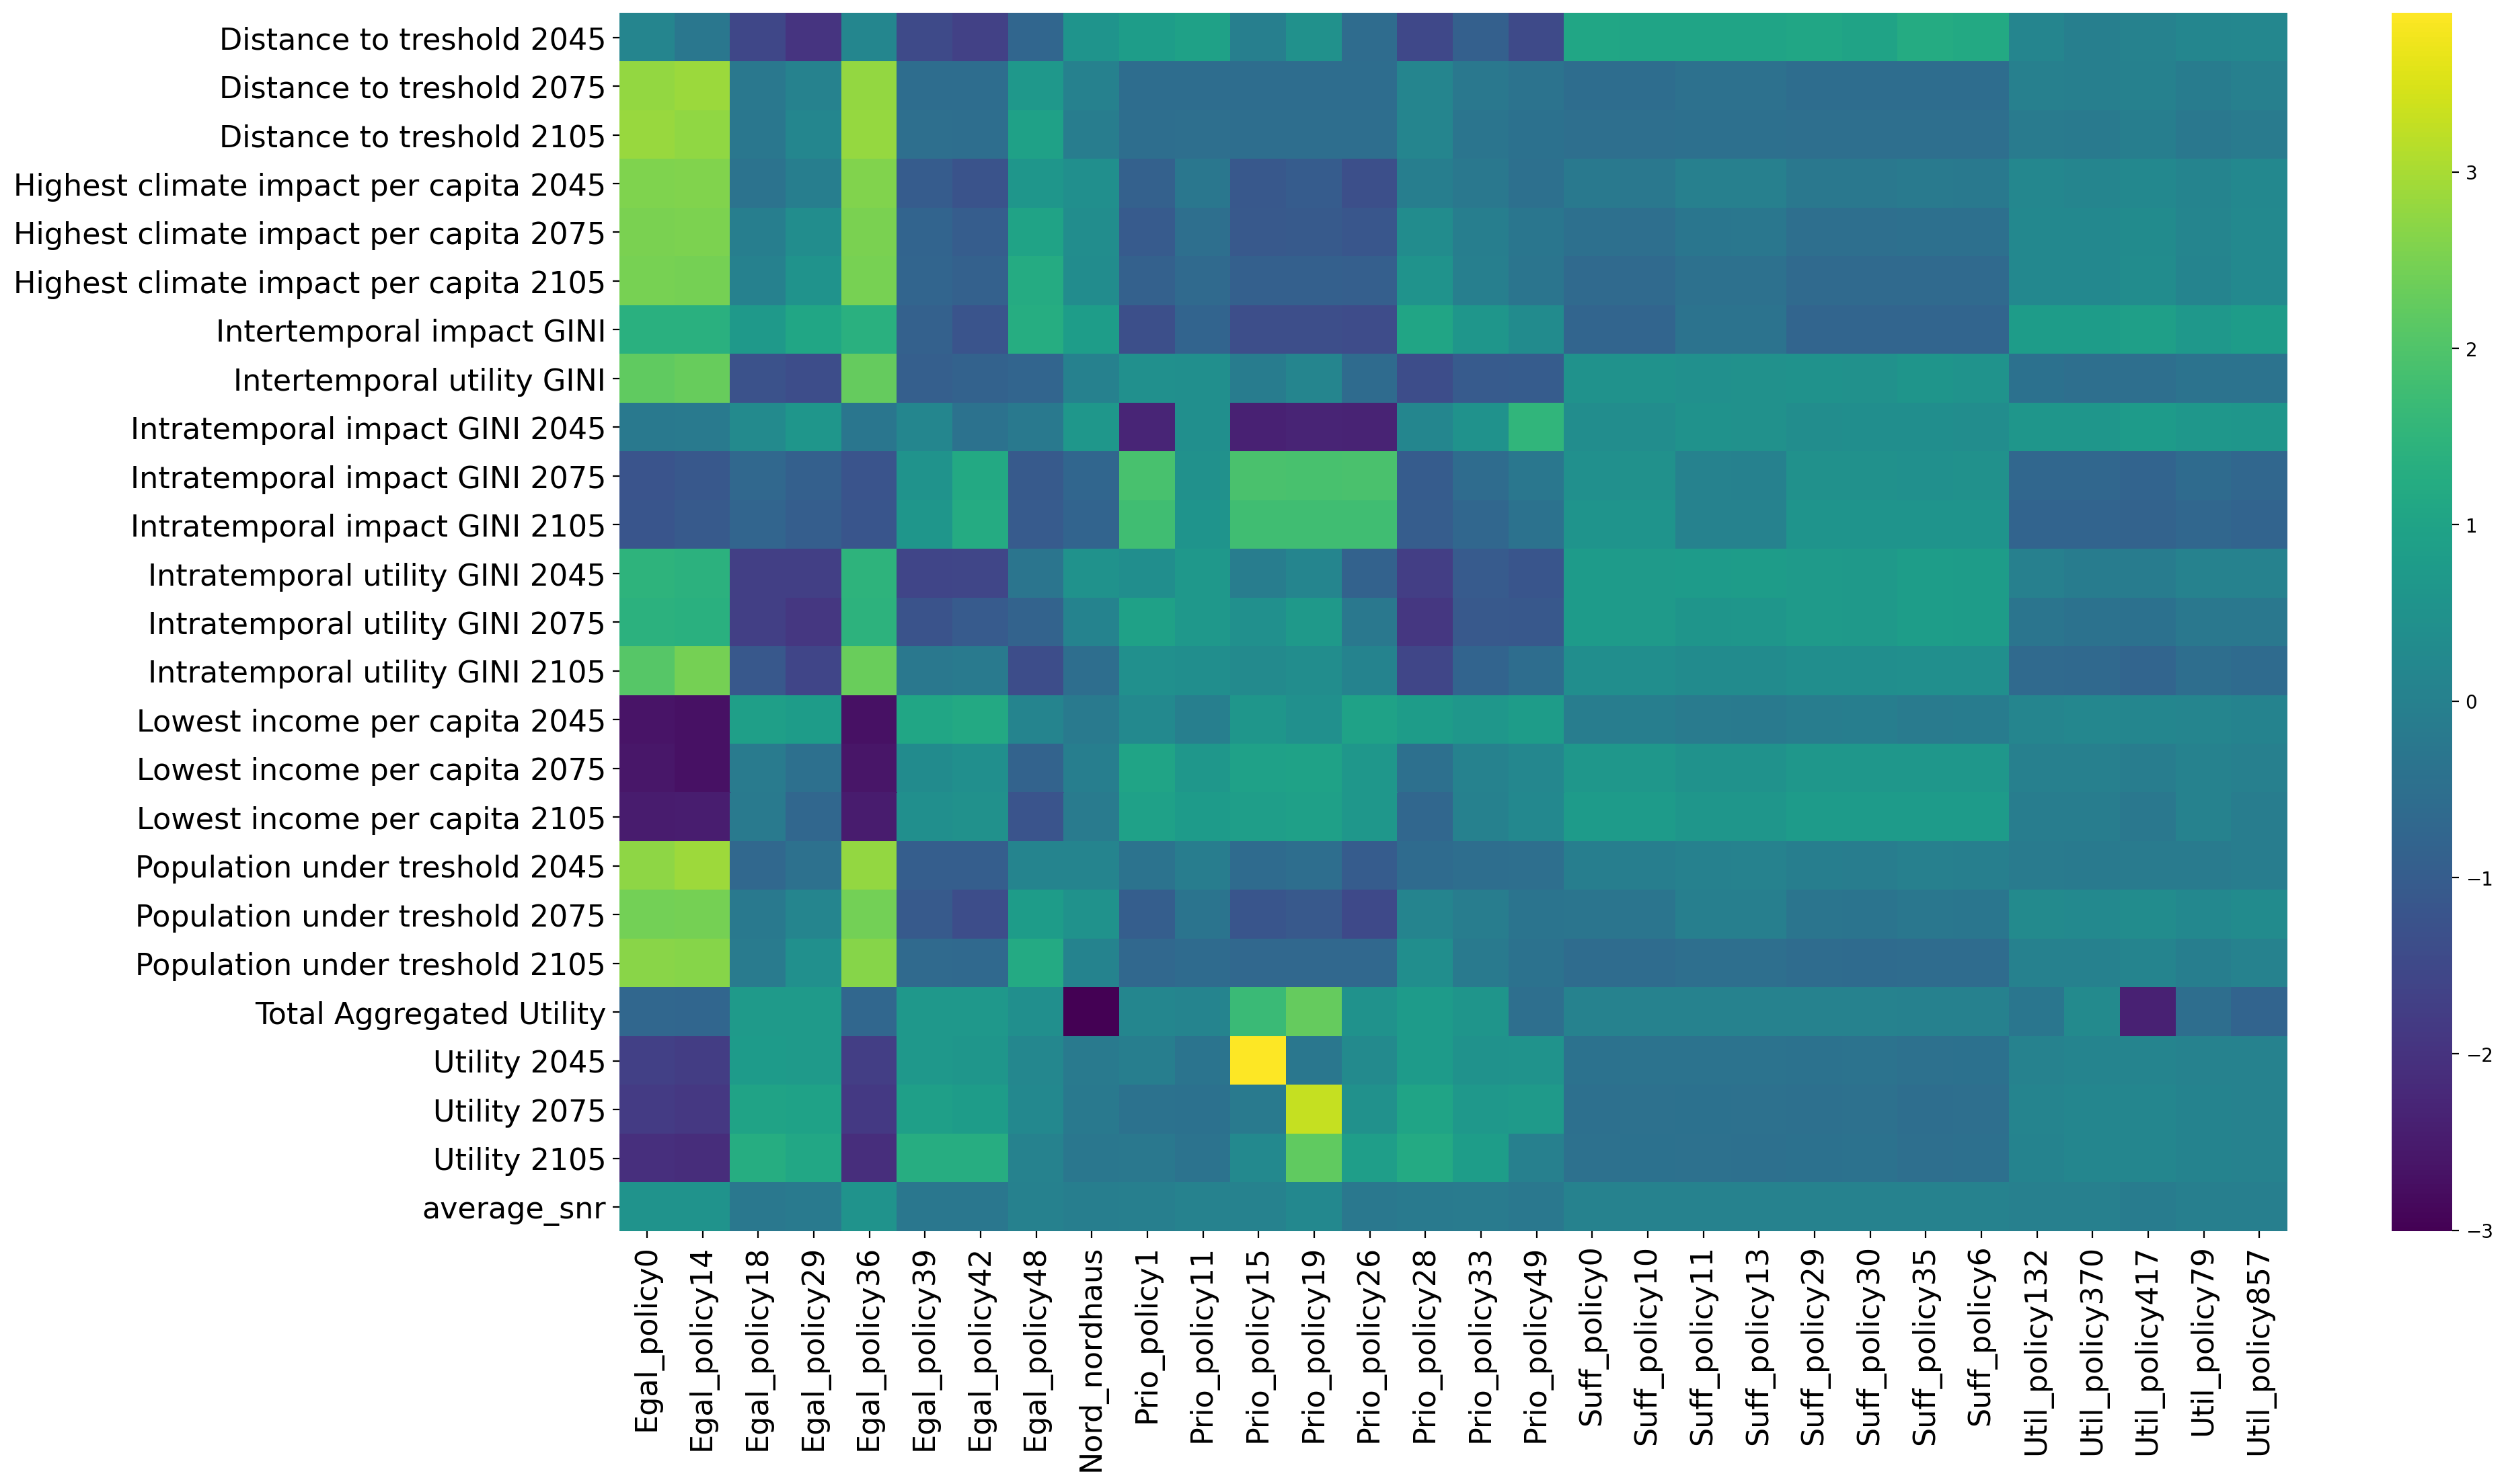 Distance to treshold 2045
Distance to treshold 2075
Distance to treshold 2105
Highest climate impact per capita 2045
Highest climate impact per capita 2075
Highest climate impact per capita 2105
Intertemporal impact GINI
Intertemporal utility GINI
Intratemporal impact GINI 2045
Intratemporal impact GINI 2075
Intratemporal impact GINI 2105
Intratemporal utility GINI 2045
Intratemporal utility GINI 2075
Intratemporal utility GINI 2105
Lowest income per capita 2045
Lowest income per capita 2075
Lowest income per capita 2105
Population under treshold 2045
Population under treshold 2075
Population under treshold 2105
Total Aggregated Utility
Utility 2045
Utility 2075
Utility 2105
average_snr
Egal_policy0
Egal_policy14
Egal_policy18
Egal_policy29
Egal_policy36
Egal_policy39
Egal_policy42
Egal_policy48
Nord_nordhaus
Prio_policy1
Prio_policy11
Prio_policy15
Prio_policy19
Prio_policy26
Prio_policy28
Prio_policy33
Prio_policy49
Suff_policy0
Suff_policy10
Suff_policy11
Suff_policy13
Suff_policy29
Suff_policy30
Suff_policy35
Suff_policy6
Util_policy132
Util_policy370
Util_policy417
Util_policy79
Util_policy857
3
2
1
0
−1
−2
−3